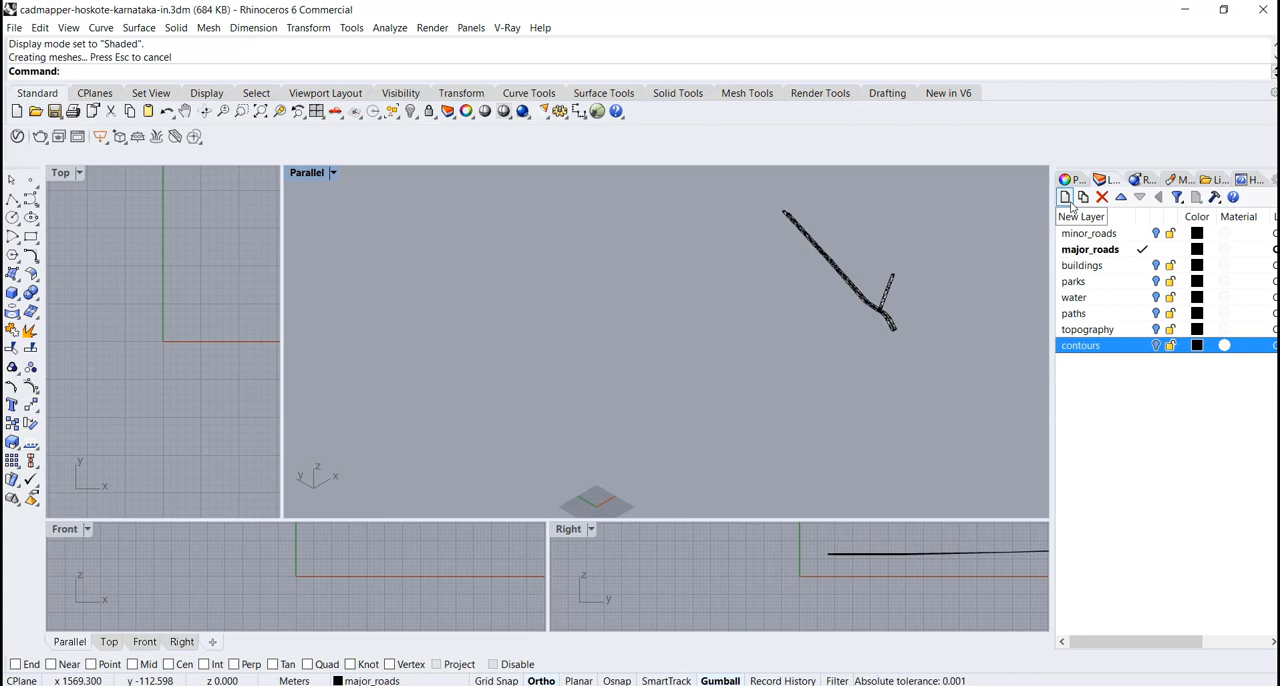 cadmapper-hoskote-karnataka-in.3dm (684 KB) - Rhinoceros 6 Commercial
File Edit View Curve Surface Solid Mesh Dimension Transform Tools Analyze Render Panels V-Ray Help
Display mode set to "Shaded".
Creating meshes... Press Esc to cancel
Command:
Standard CPlanes Set View Display Select Viewport Layout Visibility Transform Curve Tools Surface Tools Solid Tools Mesh Tools Render Tools Drafting New in V6
Top Parallel P... L... R... M... Li... H...
New Layer Color Material
minor_roads
major_roads
buildings
parks
water
paths
topography
contours
z
y x
y
x
Front Right
z z
x y
Parallel Top Front Right
End Near Point Mid Cen Int Perp Tan Quad Knot Vertex Project Disable
CPlane x 1569.300 y -112.598 z 0.000 Meters major_roads Grid Snap Ortho Planar Osnap SmartTrack Gumball Record History Filter Absolute tolerance: 0.001